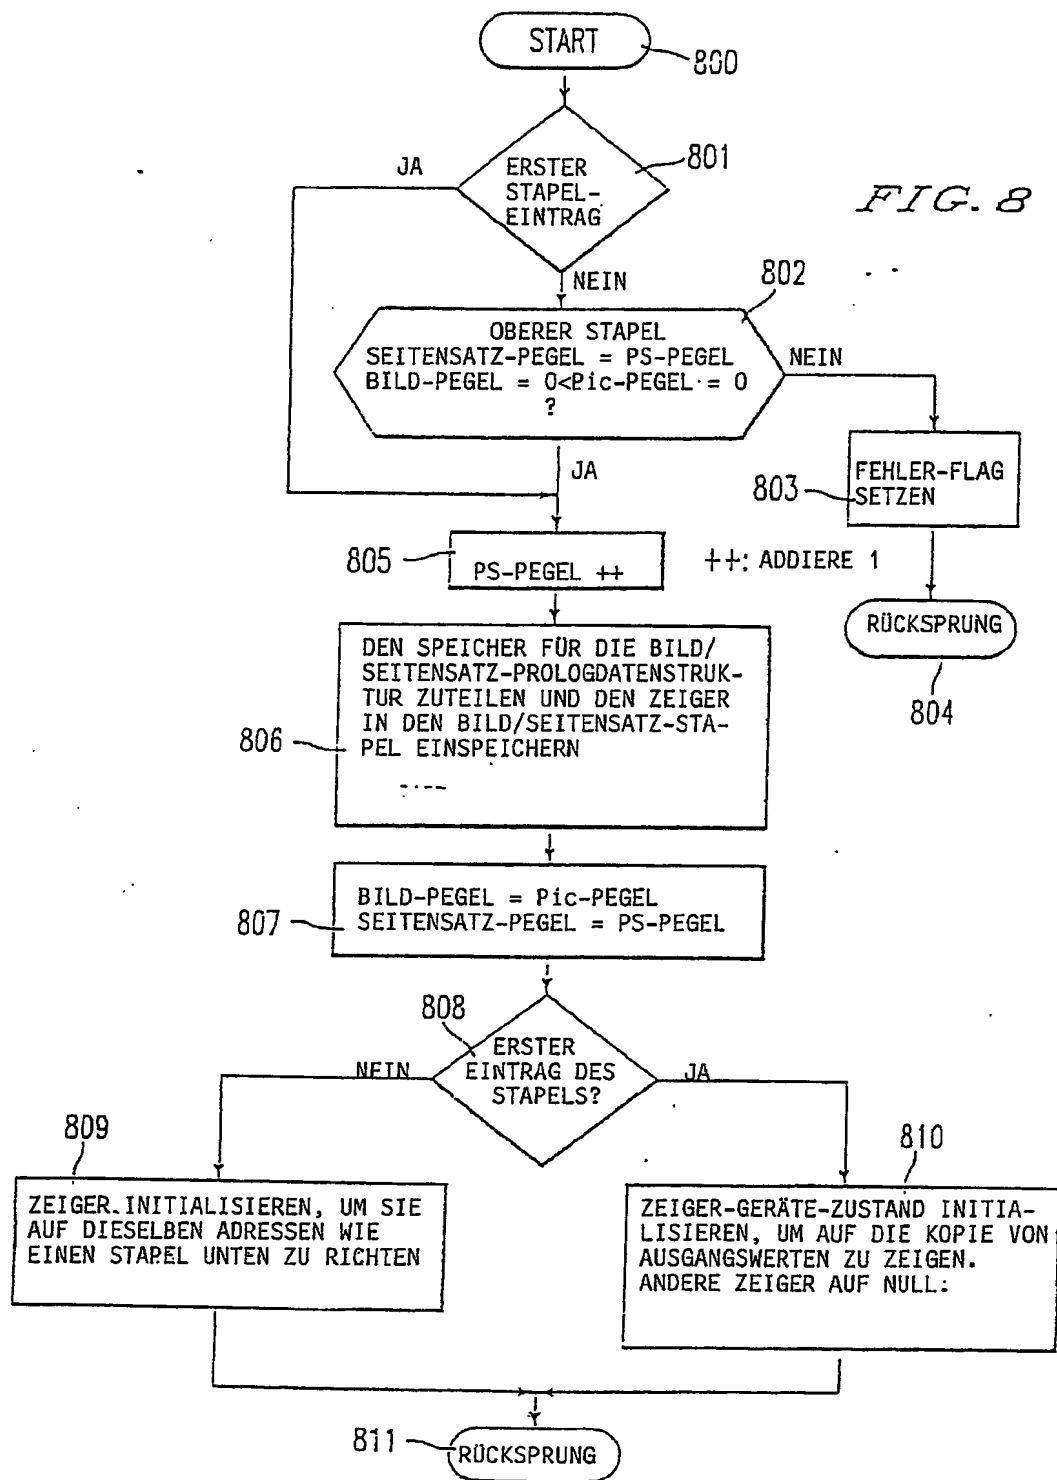 START
800
ERSTER
STAPEL-
EINTRAG
801
JA
FIG. 8
NEIN
802
OBERER STAPEL
SEITENSATZ-PEGEL = PS-PEGEL
BILD-PEGEL = 0<Pic-PEGEL = 0
?
NEIN
JA
FEHLER-FLAG
SETZEN
803
805
PS-PEGEL ++
++: ADDIERE 1
RÜCKSPRUNG
804
DEN SPEICHER FÜR DIE BILD/
SEITENSATZ-PROLOGDATENSTRUK-
TUR ZUTEILEN UND DEN ZEIGER
IN DEN BILD/SEITENSATZ-STA-
PEL EINSPEICHERN
806
BILD-PEGEL = Pic-PEGEL
SEITENSATZ-PEGEL = PS-PEGEL
807
808
ERSTER
EINTRAG DES
STAPELS?
NEIN
JA
809
ZEIGER INITIALISIEREN, UM SIE
AUF DIESELBEN ADRESSEN WIE
EINEN STAPEL UNTEN ZU RICHTEN
810
ZEIGER-GERÄTE-ZUSTAND INITIA-
LISIEREN, UM AUF DIE KOPIE VON
AUSGANGSWERTEN ZU ZEIGEN.
ANDERE ZEIGER AUF NULL.
811
RÜCKSPRUNG